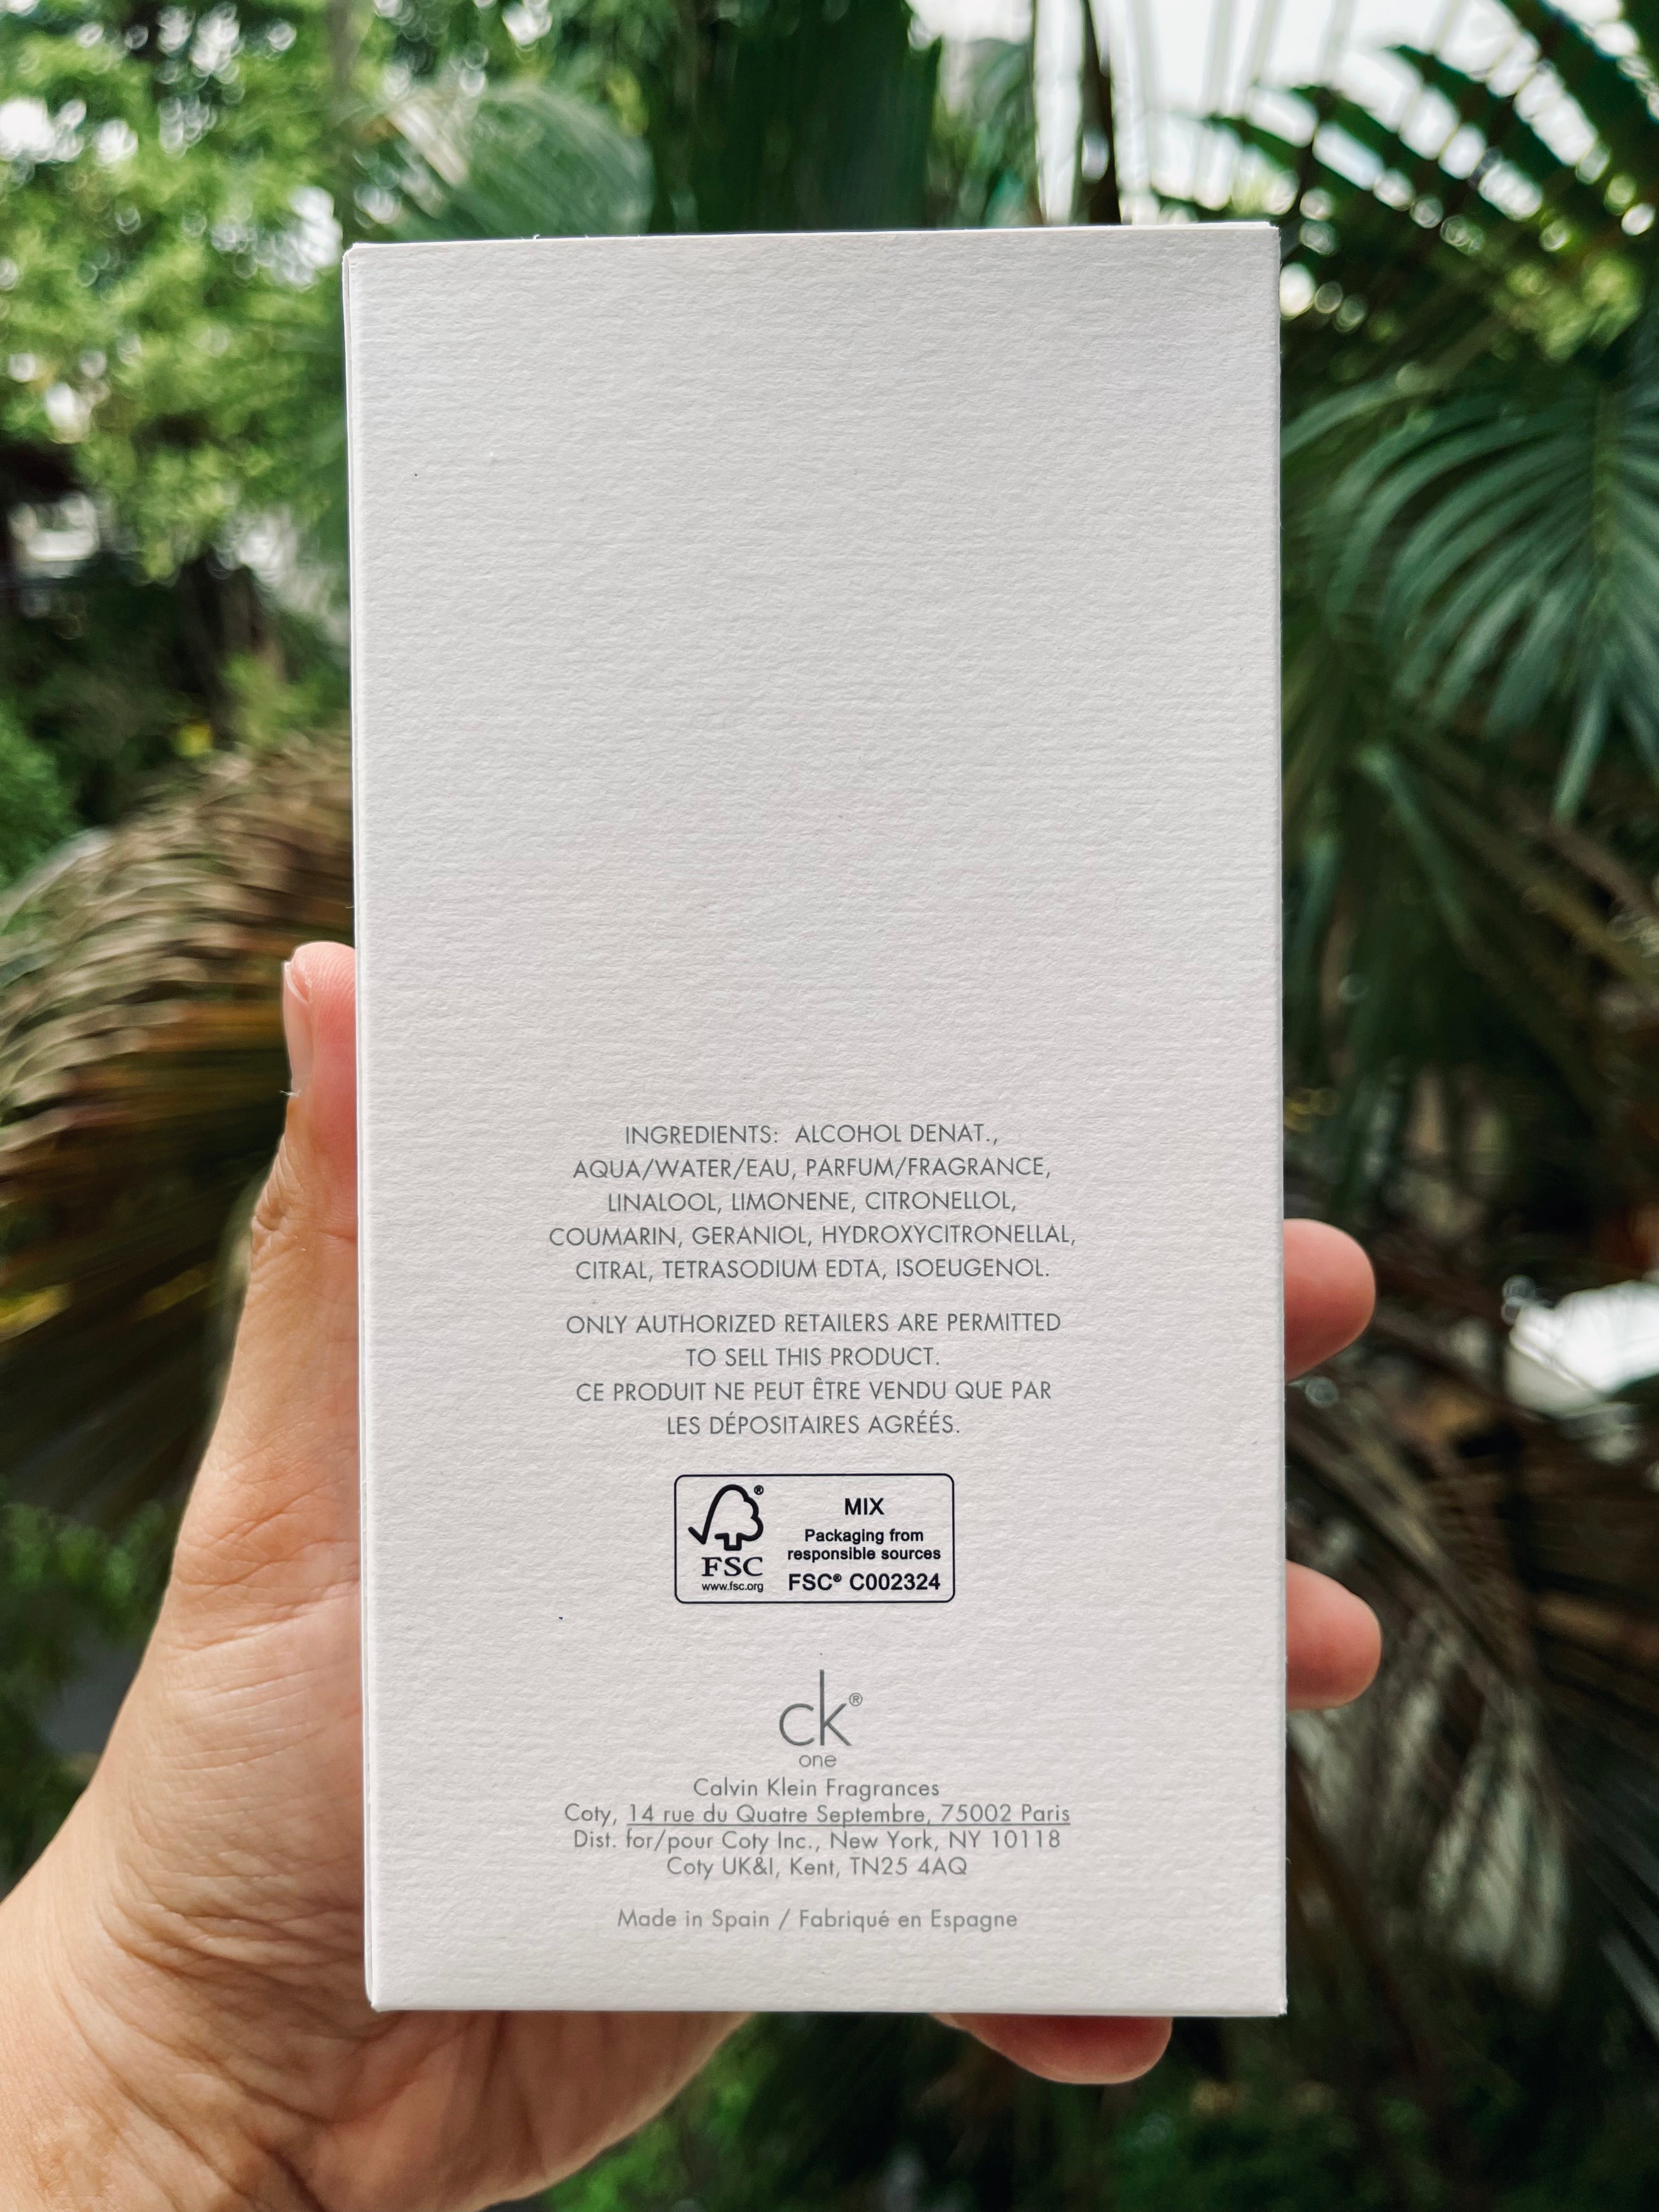 INGREDIENTS: ALCOHOL DENAT.,
AQUA/WATER/EAU, PARFUM/FRAGRANCE,
LINALOOL, LIMONENE, CITRONELLOL,
COUMARIN, GERANIOL, HYDROXYCITRONELLAL,
CITRAL, TETRASODIUM EDTA, ISOEUGENOL.
ONLY AUTHORIZED RETAILERS ARE PERMITTED
TO SELL THIS PRODUCT.
CE PRODUIT NE PEUT ÊTRE VENDU QUE PAR
LES DÉPOSITAIRES AGRÉÉS.
®
FSC
www.fsc.org
MIX
Packaging from
responsible sources
FSC® C002324
ck®
one
Calvin Klein Fragrances
Coty, 14 rue du Quatre Septembre, 75002 Paris
Dist. for/pour Coty Inc., New York, NY 10118
Coty UK&I, Kent, TN25 4AQ
Made in Spain / Fabriqué en Espagne